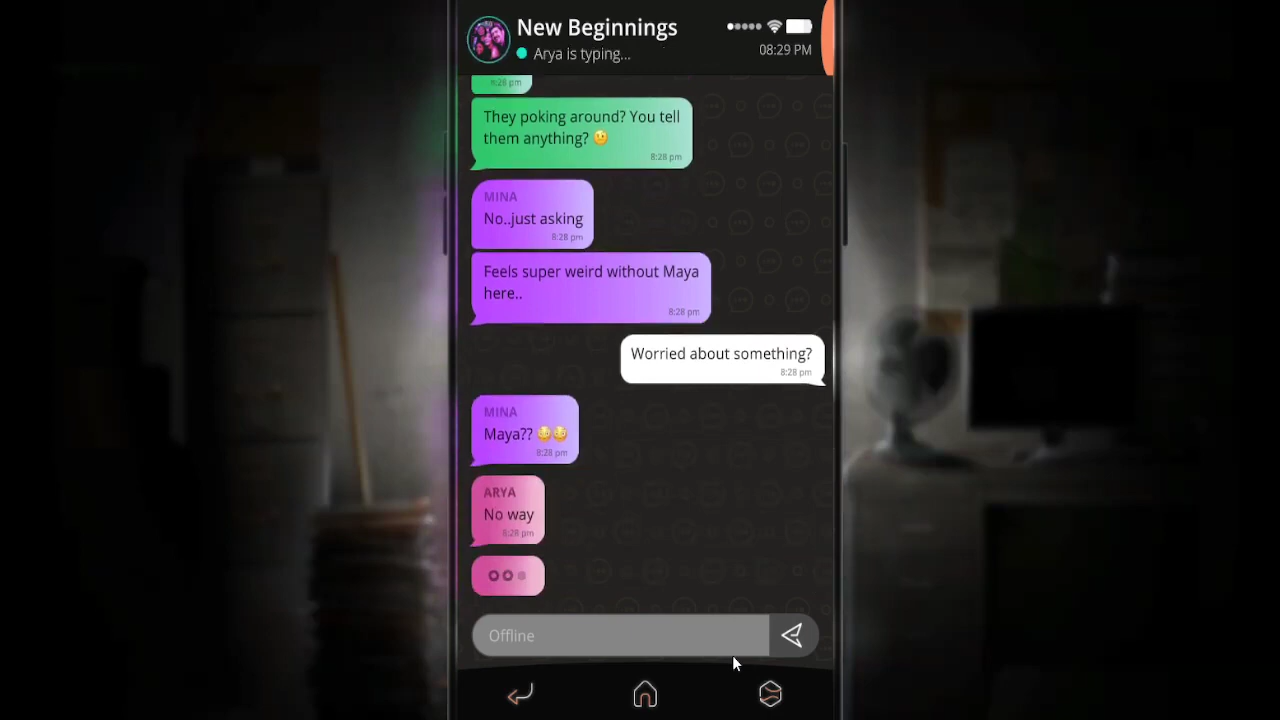 New Beginnings
Arya is typing...
08:29 PM
8:28 pm
They poking around? You tell
them anything? 🤨
8:28 pm
MINA
No..just asking
8:28 pm
Feels super weird without Maya
here..
8:28 pm
Worried about something?
8:28 pm
MINA
Maya?? 😳😳
8:28 pm
ARYA
No way
8:28 pm
Offline